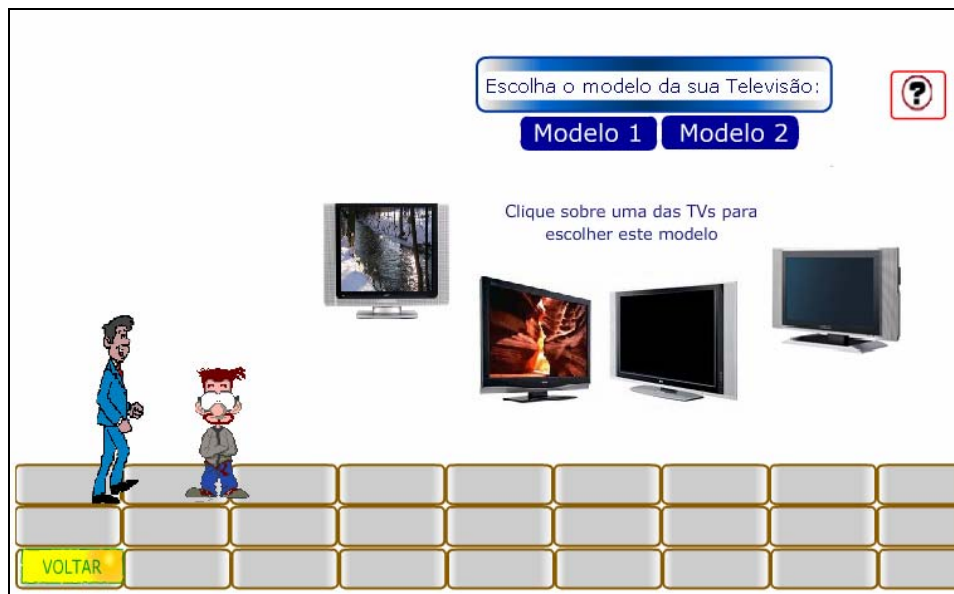 Escolha o modelo da sua Televisão:
?
Modelo 1 Modelo 2
Clique sobre uma das TVs para
escolher este modelo
VOLTAR